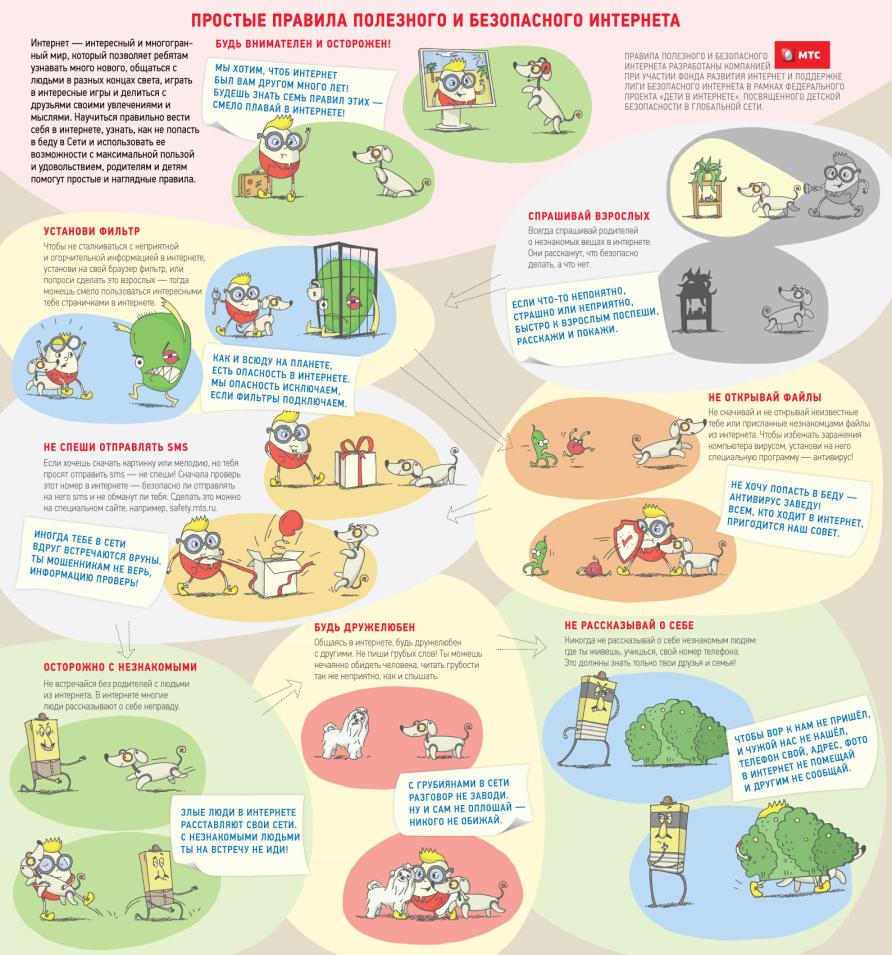 ПРОСТЫЕ ПРАВИЛА ПОЛЕЗНОГО И БЕЗОПАСНОГО ИНТЕРНЕТА
Интернет — интересный и многогран-
ный мир, который позволяет ребятам
узнавать много нового, общаться с
людьми в разных концах света, играть
в интересные игры и делиться с
друзьями своими увлечениями и
мыслями. Научиться правильно вести
себя в интернете, узнать, как не попасть
в беду в Сети и использовать ее
возможности с максимальной пользой
и удовольствием, родителям и детям
помогут простые и наглядные правила.
БУДЬ ВНИМАТЕЛЕН И ОСТОРОЖЕН!
МЫ ХОТИМ, ЧТОБ ИНТЕРНЕТ
БЫЛ ВАМ ДРУГОМ МНОГО ЛЕТ!
БУДЕШЬ ЗНАТЬ СЕМЬ ПРАВИЛ ЭТИХ —
СМЕЛО ПЛАВАЙ В ИНТЕРНЕТЕ!
ПРАВИЛА ПОЛЕЗНОГО И БЕЗОПАСНОГО
ИНТЕРНЕТА РАЗРАБОТАНЫ КОМПАНИЕЙ
МТС
ПРИ УЧАСТИИ ФОНДА РАЗВИТИЯ ИНТЕРНЕТ И ПОДДЕРЖКЕ
ЛИГИ БЕЗОПАСНОГО ИНТЕРНЕТА В РАМКАХ ФЕДЕРАЛЬНОГО
ПРОЕКТА «ДЕТИ В ИНТЕРНЕТЕ», ПОСВЯЩЕННОГО ДЕТСКОЙ
БЕЗОПАСНОСТИ В ГЛОБАЛЬНОЙ СЕТИ.
СПРАШИВАЙ ВЗРОСЛЫХ
Всегда спрашивай родителей
о незнакомых вещах в интернете.
Они расскажут, что безопасно
делать, а что нет.
ЕСЛИ ЧТО-ТО НЕПОНЯТНО,
СТРАШНО ИЛИ НЕПРИЯТНО,
БЫСТРО К ВЗРОСЛЫМ ПОСПЕШИ,
РАССКАЖИ И ПОКАЖИ.
УСТАНОВИ ФИЛЬТР
Чтобы не сталкиваться с неприятной
и огорчительной информацией в интернете,
установи на свой браузер фильтр, или
попроси сделать это взрослых — тогда
можешь смело пользоваться интересными
тебе страничками в интернете.
КАК И ВСЮДУ НА ПЛАНЕТЕ,
ЕСТЬ ОПАСНОСТЬ В ИНТЕРНЕТЕ.
МЫ ОПАСНОСТЬ ИСКЛЮЧАЕМ,
ЕСЛИ ФИЛЬТРЫ ПОДКЛЮЧАЕМ.
НЕ ОТКРЫВАЙ ФАЙЛЫ
Не скачивай и не открывай неизвестные
тебе или присланные незнакомцами файлы
из интернета. Чтобы избежать заражения
компьютера вирусом, установи на него
специальную программу — антивирус!
НЕ ХОЧУ ПОПАСТЬ В БЕДУ —
АНТИВИРУС ЗАВЕДУ!
ВСЕМ, КТО ХОДИТ В ИНТЕРНЕТ,
ПРИГОДИТСЯ НАШ СОВЕТ.
НЕ СПЕШИ ОТПРАВЛЯТЬ SMS
Если хочешь скачать картинку или мелодию, но тебя
просят отправить sms — не спеши! Сначала проверь
этот номер в интернете — безопасно ли отправлять
на него sms и не обманут ли тебя. Сделать это можно
на специальном сайте, например, safety.mts.ru.
ИНОГДА ТЕБЕ В СЕТИ
ВДРУГ ВСТРЕЧАЮТСЯ ВРУНЫ.
ТЫ МОШЕННИКАМ НЕ ВЕРЬ,
ИНФОРМАЦИЮ ПРОВЕРЬ!
ОСТОРОЖНО С НЕЗНАКОМЫМИ
Не встречайся без родителей с людьми
из интернета. В интернете многие
люди рассказывают о себе неправду.
ЗЛЫЕ ЛЮДИ В ИНТЕРНЕТЕ
РАССТАВЛЯЮТ СВОИ СЕТИ.
С НЕЗНАКОМЫМИ ЛЮДЬМИ
ТЫ НА ВСТРЕЧУ НЕ ИДИ!
БУДЬ ДРУЖЕЛЮБЕН
Общаясь в интернете, будь дружелюбен
с другими. Не пиши грубых слов! Ты можешь
нечаянно обидеть человека, читать грубости
так же неприятно, как и слышать.
С ГРУБИЯНАМИ В СЕТИ
РАЗГОВОР НЕ ЗАВОДИ.
НУ И САМ НЕ ОПЛОШАЙ —
НИКОГО НЕ ОБИЖАЙ.
НЕ РАССКАЗЫВАЙ О СЕБЕ
Никогда не рассказывай о себе незнакомым людям:
где ты живешь, учишься, свой номер телефона.
Это должны знать только твои друзья и семья!
ЧТОБЫ ВОР К НАМ НЕ ПРИШЁЛ,
И ЧУЖОЙ НАС НЕ НАШЁЛ,
ТЕЛЕФОН СВОЙ, АДРЕС, ФОТО
В ИНТЕРНЕТ НЕ ПОМЕЩАЙ
И ДРУГИМ НЕ СООБЩАЙ.